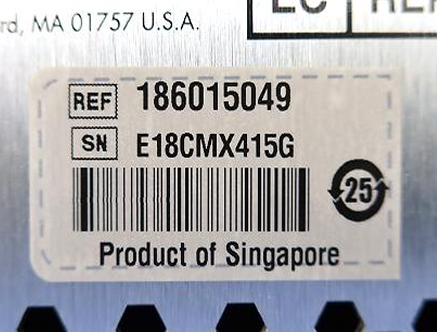 rd, MA 01757 U.S.A.
REF 186015049
SN E18CMX415G
25
Product of Singapore